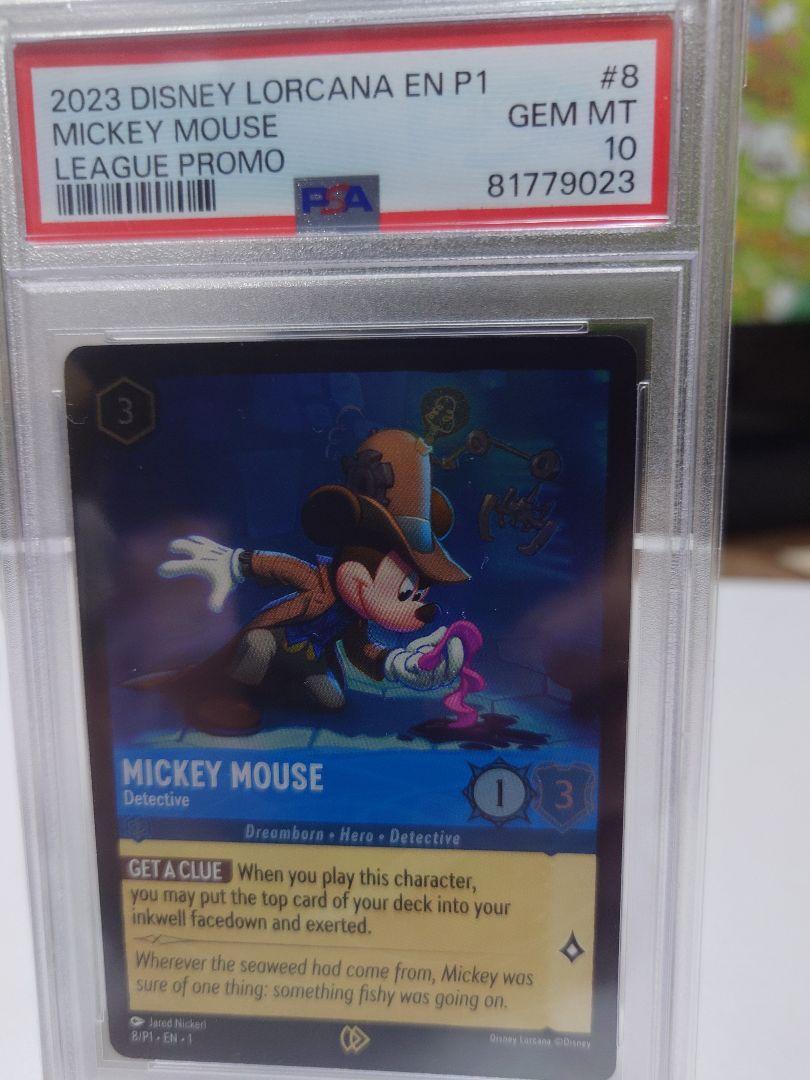 2023 DISNEY LORCANA EN P1 #8
MICKEY MOUSE GEM MT
LEAGUE PROMO 10
PSA 81779023
3
MICKEY MOUSE
Detective
1 3
Dreamborn • Hero • Detective
GET A CLUE When you play this character,
you may put the top card of your deck into your
inkwell facedown and exerted.
Wherever the seaweed had come from, Mickey was
sure of one thing: something fishy was going on.
Jared Nickerl
8/P1 • EN • 1
Disney Lorcana ©Disney